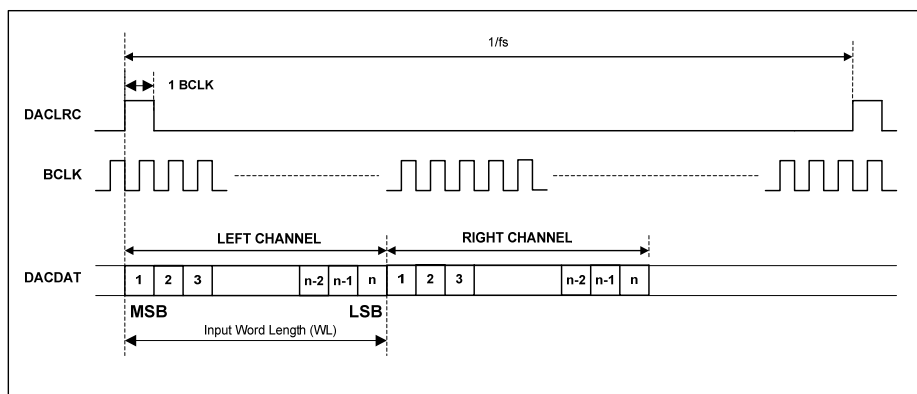 1/fs
1 BCLK
DACLRC
BCLK
LEFT CHANNEL
RIGHT CHANNEL
DACDAT
1 2 3 n-2 n-1 n 1 2 3 n-2 n-1 n
MSB LSB
Input Word Length (WL)